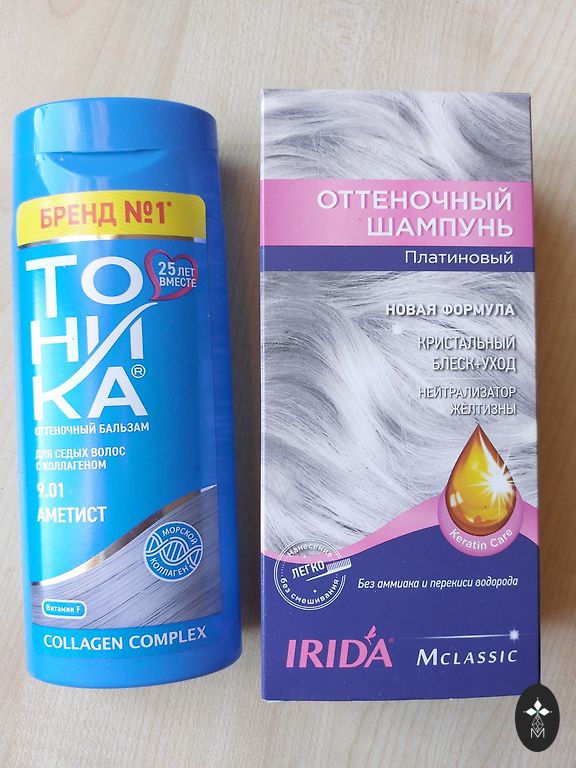 БРЕНД №1*
ТО
НИ
КА®
25 ЛЕТ
ВМЕСТЕ
ОТТЕНОЧНЫЙ БАЛЬЗАМ
ДЛЯ СЕДЫХ ВОЛОС
С КОЛЛАГЕНОМ
9.01
АМЕТИСТ
МОРСКОЙ
КОЛЛАГЕН
Витамин F
COLLAGEN COMPLEX
ОТТЕНОЧНЫЙ
ШАМПУНЬ
Платиновый
НОВАЯ ФОРМУЛА
КРИСТАЛЬНЫЙ
БЛЕСК+УХОД
НЕЙТРАЛИЗАТОР
ЖЁЛТИЗНЫ
Keratin Care
Нанесение
ЛЕГКО
без смешивания
Без аммиака и перекиси водорода
IRIDA®
MCLASSIC
M